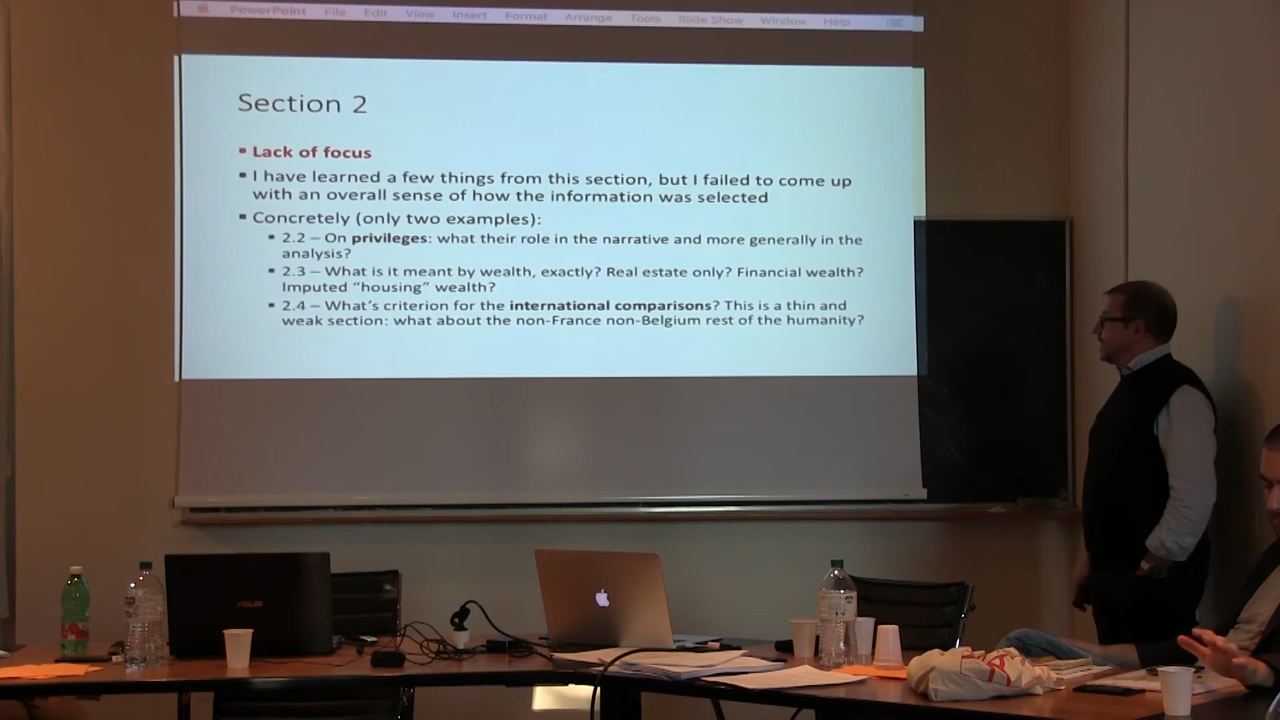 PowerPoint File Edit View Insert Format Arrange Tools Slide Show Window Help
Section 2
▪ Lack of focus
▪ I have learned a few things from this section, but I failed to come up
with an overall sense of how the information was selected
▪ Concretely (only two examples):
▪ 2.2 – On privileges: what their role in the narrative and more generally in the
analysis?
▪ 2.3 – What is it meant by wealth, exactly? Real estate only? Financial wealth?
Imputed “housing” wealth?
▪ 2.4 – What’s criterion for the international comparisons? This is a thin and
weak section: what about the non-France non-Belgium rest of the humanity?
ASUS